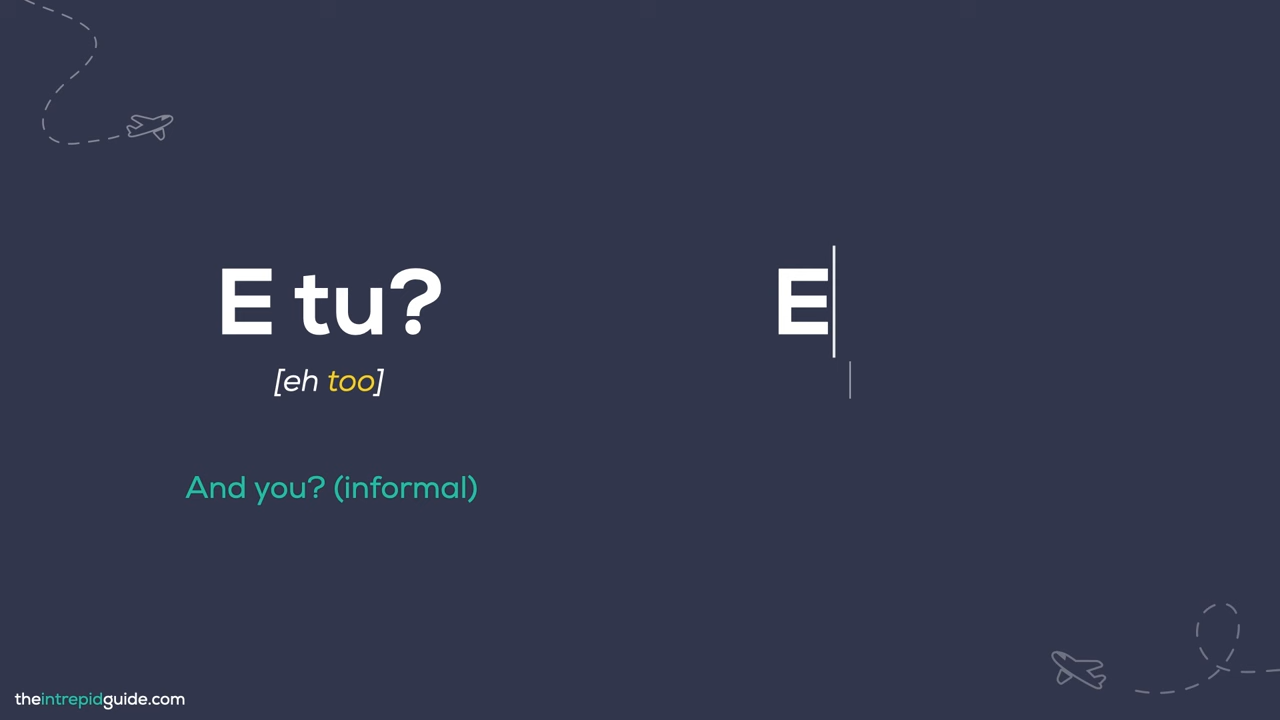 E tu?
[eh too]
And you? (informal)
E
theintrepidguide.com